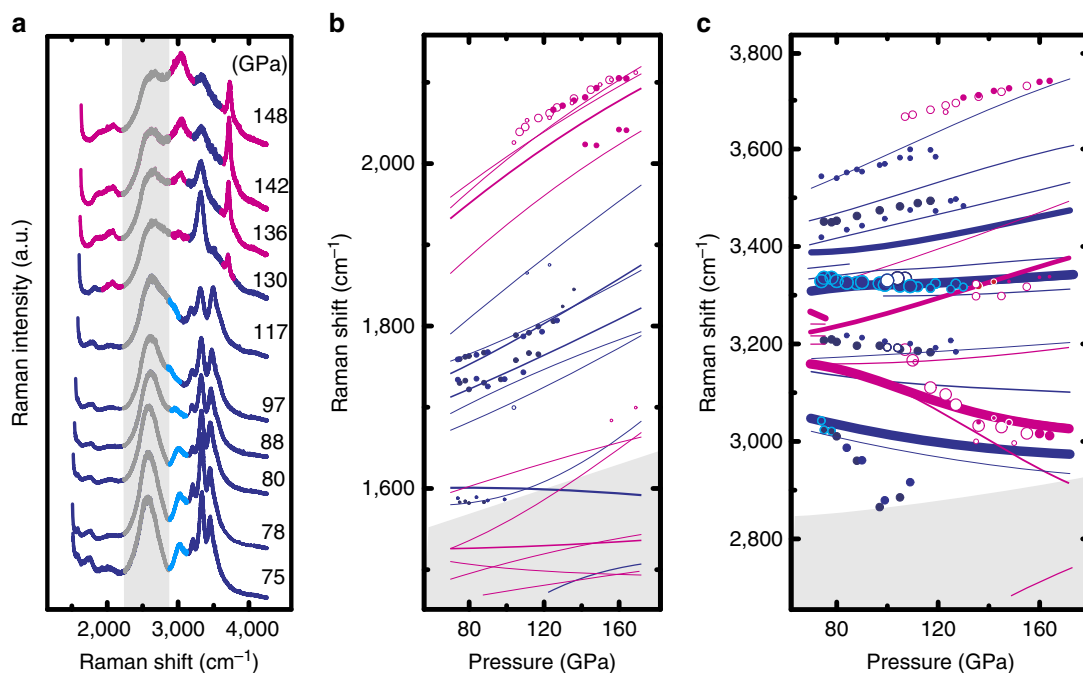 a
(GPa)
148
142
136
130
117
97
88
80
78
75
Raman intensity (a.u.)
2,000
3,000
4,000
Raman shift (cm⁻¹)
b
2,000
1,800
1,600
Raman shift (cm⁻¹)
80
120
160
Pressure (GPa)
c
3,800
3,600
3,400
3,200
3,000
2,800
Raman shift (cm⁻¹)
80
120
160
Pressure (GPa)